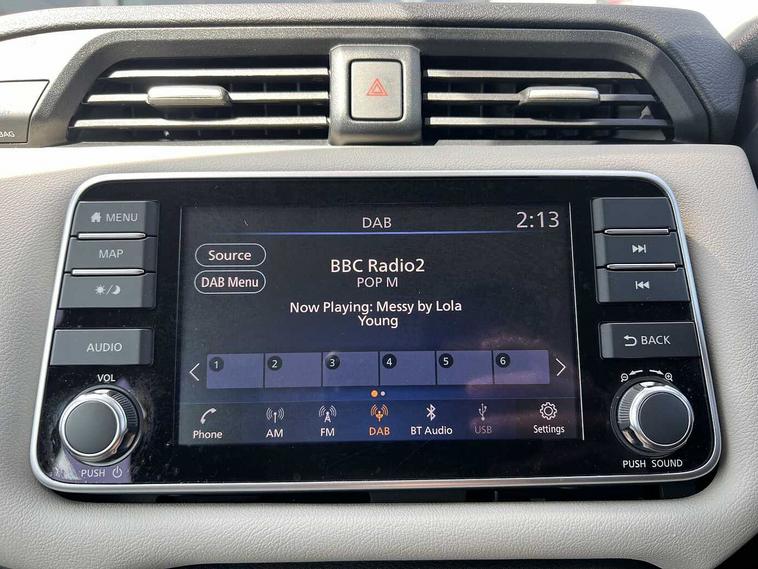 BAG
MENU
MAP
AUDIO
VOL
PUSH
DAB
2:13
Source
DAB Menu
BBC Radio2
POP M
Now Playing: Messy by Lola
Young
1
2
3
4
5
6
Phone
AM
FM
DAB
BT Audio
USB
Settings
BACK
PUSH SOUND